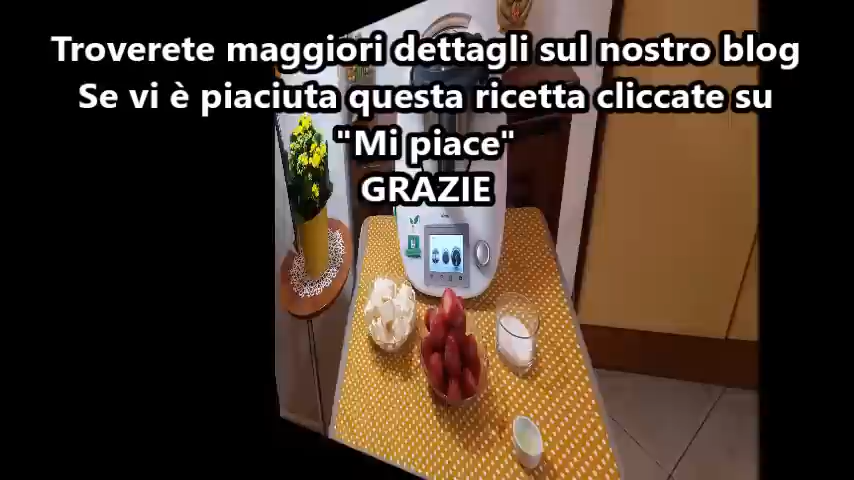 Troverete maggiori dettagli sul nostro blog
Se vi è piaciuta questa ricetta cliccate su
"Mi piace"
GRAZIE